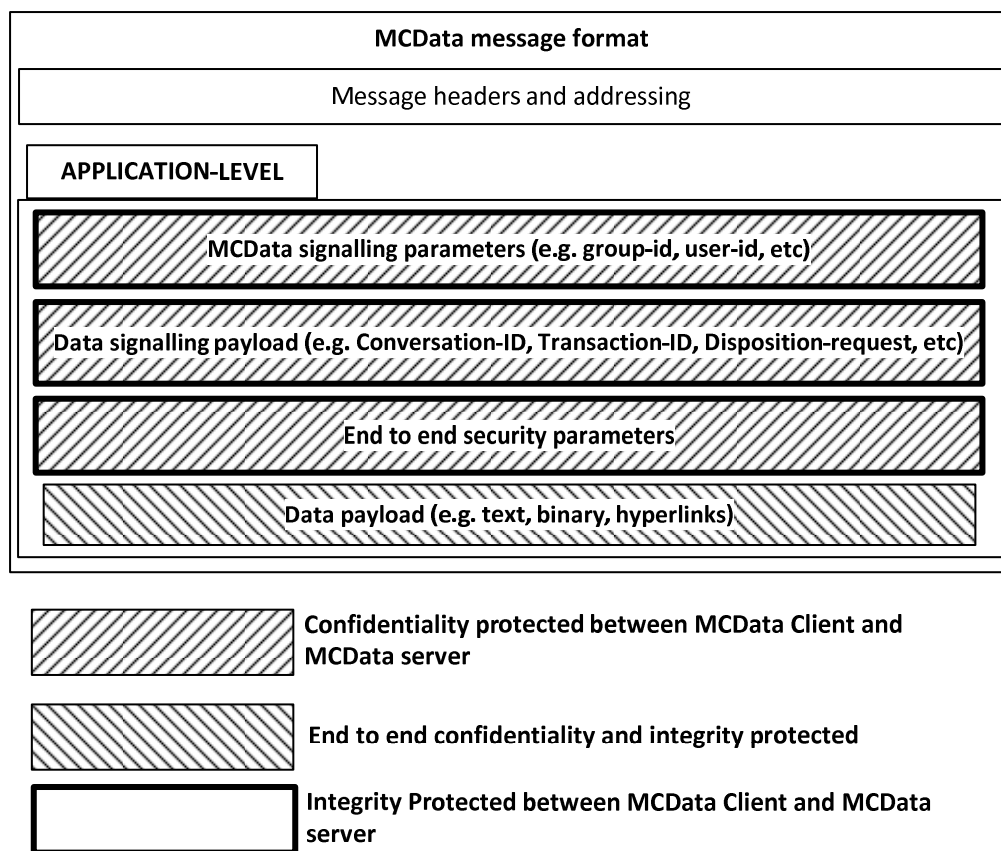 MCData message format
Message headers and addressing
APPLICATION-LEVEL
MCData signalling parameters (e.g. group-id, user-id, etc)
Data signalling payload (e.g. Conversation-ID, Transaction-ID, Disposition-request, etc)
End to end security parameters
Data payload (e.g. text, binary, hyperlinks)
Confidentiality protected between MCData Client and
MCData server
End to end confidentiality and integrity protected
Integrity Protected between MCData Client and MCData
server